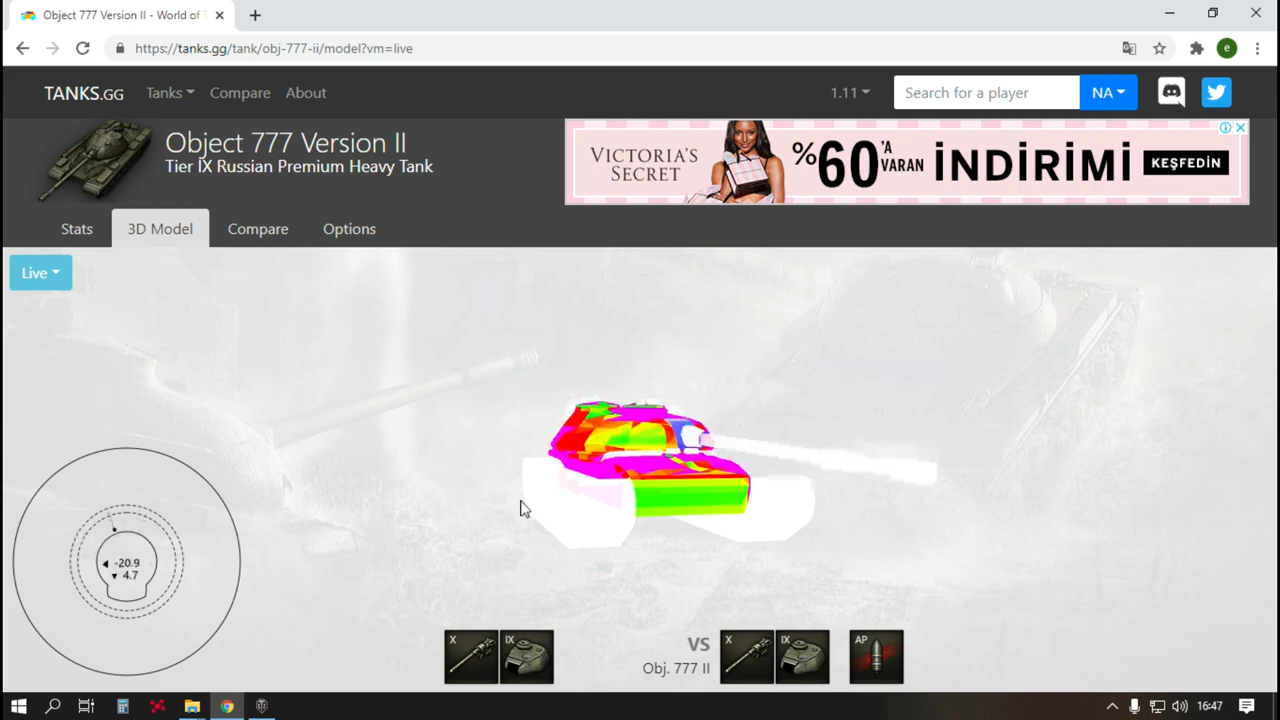 Object 777 Version II - World of T
https://tanks.gg/tank/obj-777-ii/model?vm=live
e
TANKS.GG
Tanks
Compare
About
1.11
Search for a player
NA
Object 777 Version II
Tier IX Russian Premium Heavy Tank
VICTORIA'S
SECRET
%60'A
VARAN
İNDİRİMİ
KEŞFEDİN
Stats
3D Model
Compare
Options
Live
-20.9
4.7
X
IX
VS
Obj. 777 II
X
IX
AP
16:47